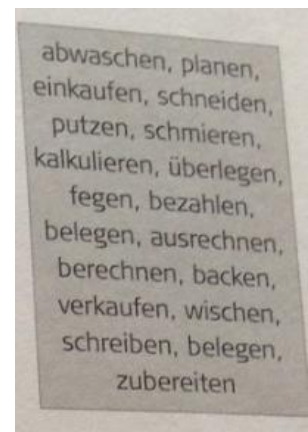 abwaschen, planen,
einkaufen, schneiden,
putzen, schmieren,
kalkulieren, überlegen,
fegen, bezahlen,
belegen, ausrechnen,
berechnen, backen,
verkaufen, wischen,
schreiben, belegen,
zubereiten